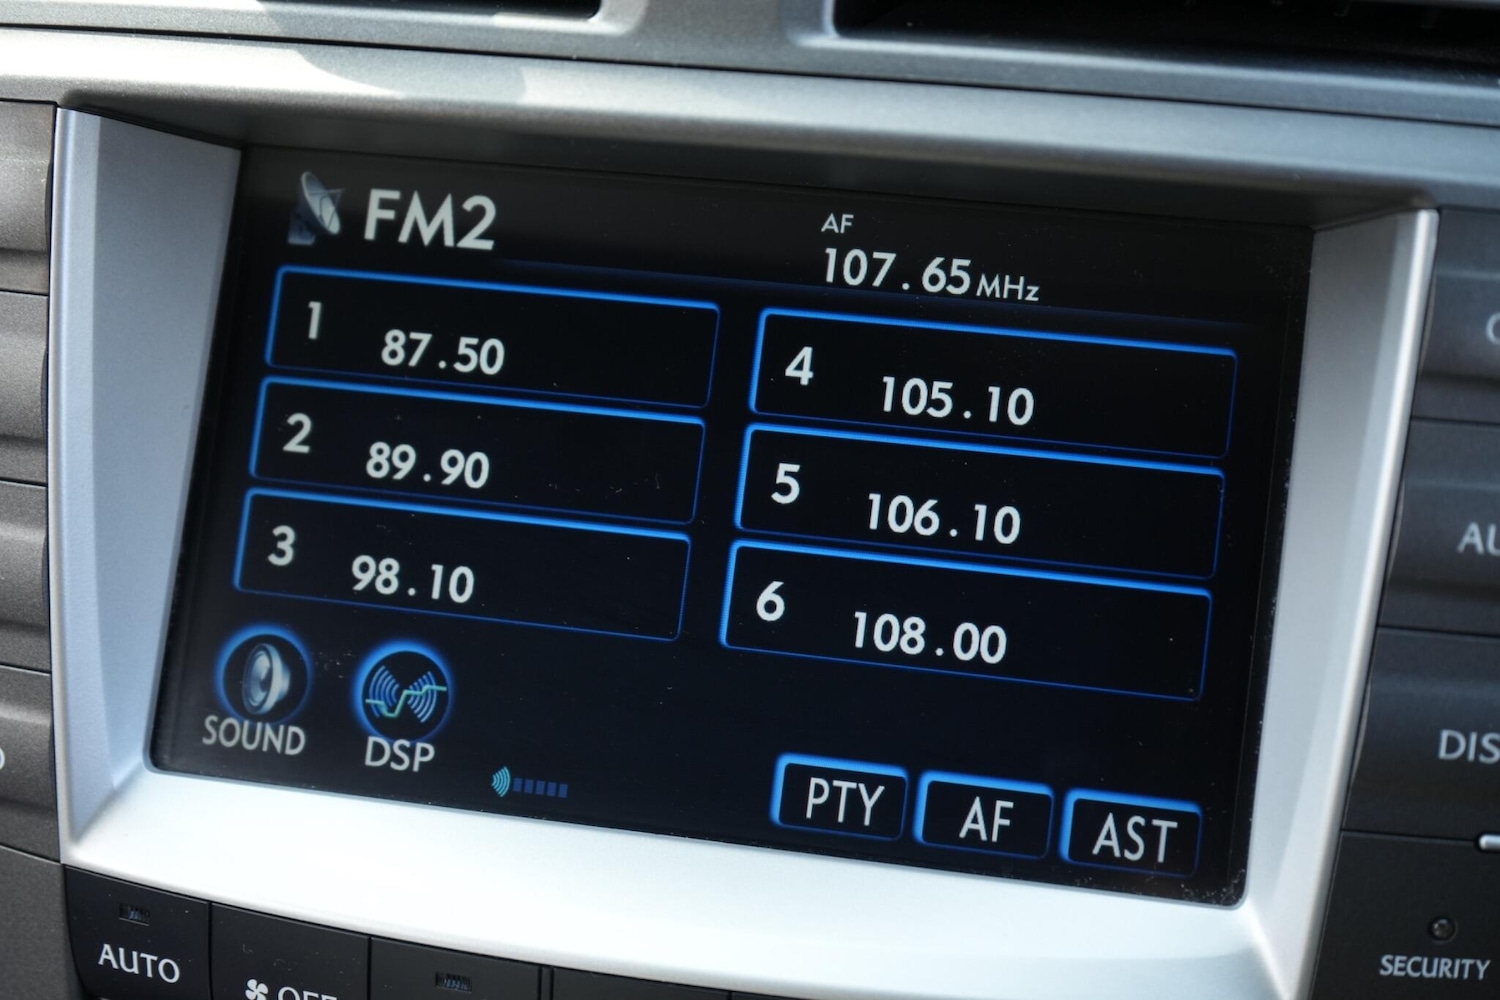 FM2
AF
107.65 MHz
1 87.50
2 89.90
3 98.10
4 105.10
5 106.10
6 108.00
SOUND
DSP
PTY
AF
AST
AUTO
SECURITY